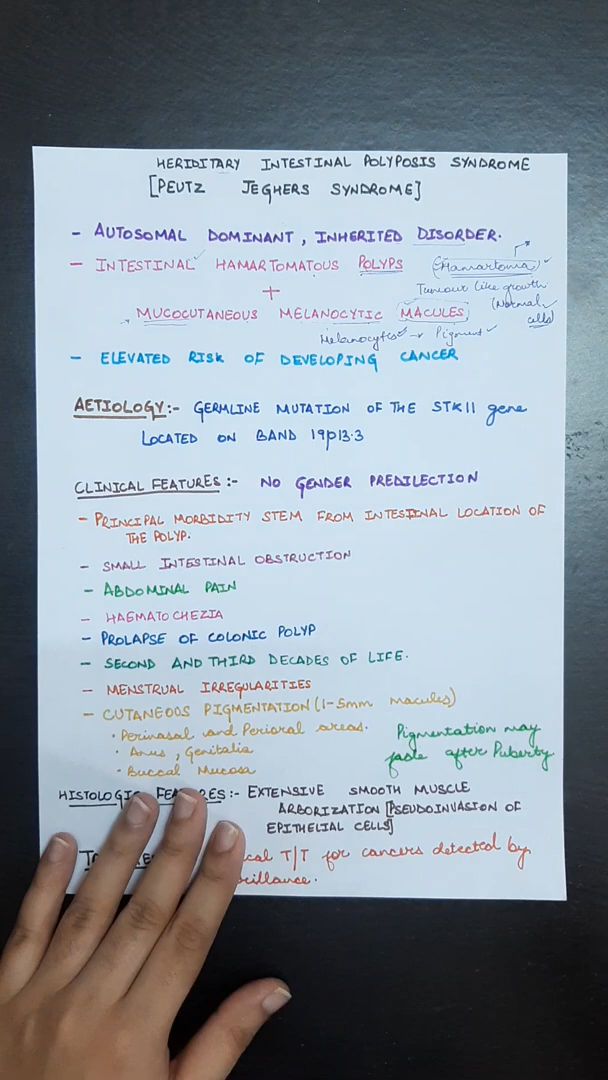 HERIDITARY INTESTINAL POLYPOSIS SYNDROME
[PEUTZ JEGHERS SYNDROME]
- AUTOSOMAL DOMINANT, INHERITED DISORDER.
- INTESTINAL HAMARTOMATOUS POLYPS (Hamartoma)
Tumour like growth
+ (Normal cells)
MUCOCUTANEOUS MELANOCYTIC MACULES
Melanocytes → Pigment
- ELEVATED RISK OF DEVELOPING CANCER
AETIOLOGY:- GERMLINE MUTATION OF THE STK11 gene
LOCATED ON BAND 19p13.3
CLINICAL FEATURES:- NO GENDER PREDILECTION
- PRINCIPAL MORBIDITY STEM FROM INTESTINAL LOCATION OF
THE POLYP.
- SMALL INTESTINAL OBSTRUCTION
- ABDOMINAL PAIN
- HAEMATOCHEZIA
- PROLAPSE OF COLONIC POLYP
- SECOND AND THIRD DECADES OF LIFE.
- MENSTRUAL IRREGULARITIES
- CUTANEOUS PIGMENTATION (1-5mm macules)
• Perinasal and Perioral areas.
• Anus, Genitalia
• Buccal Mucosa
Pigmentation may
fade after Puberty
HISTOLOGIC FEATURES:- EXTENSIVE SMOOTH MUSCLE
ARBORIZATION [PSEUDOINVASION OF
EPITHELIAL CELLS]
T/T for cancers detected by